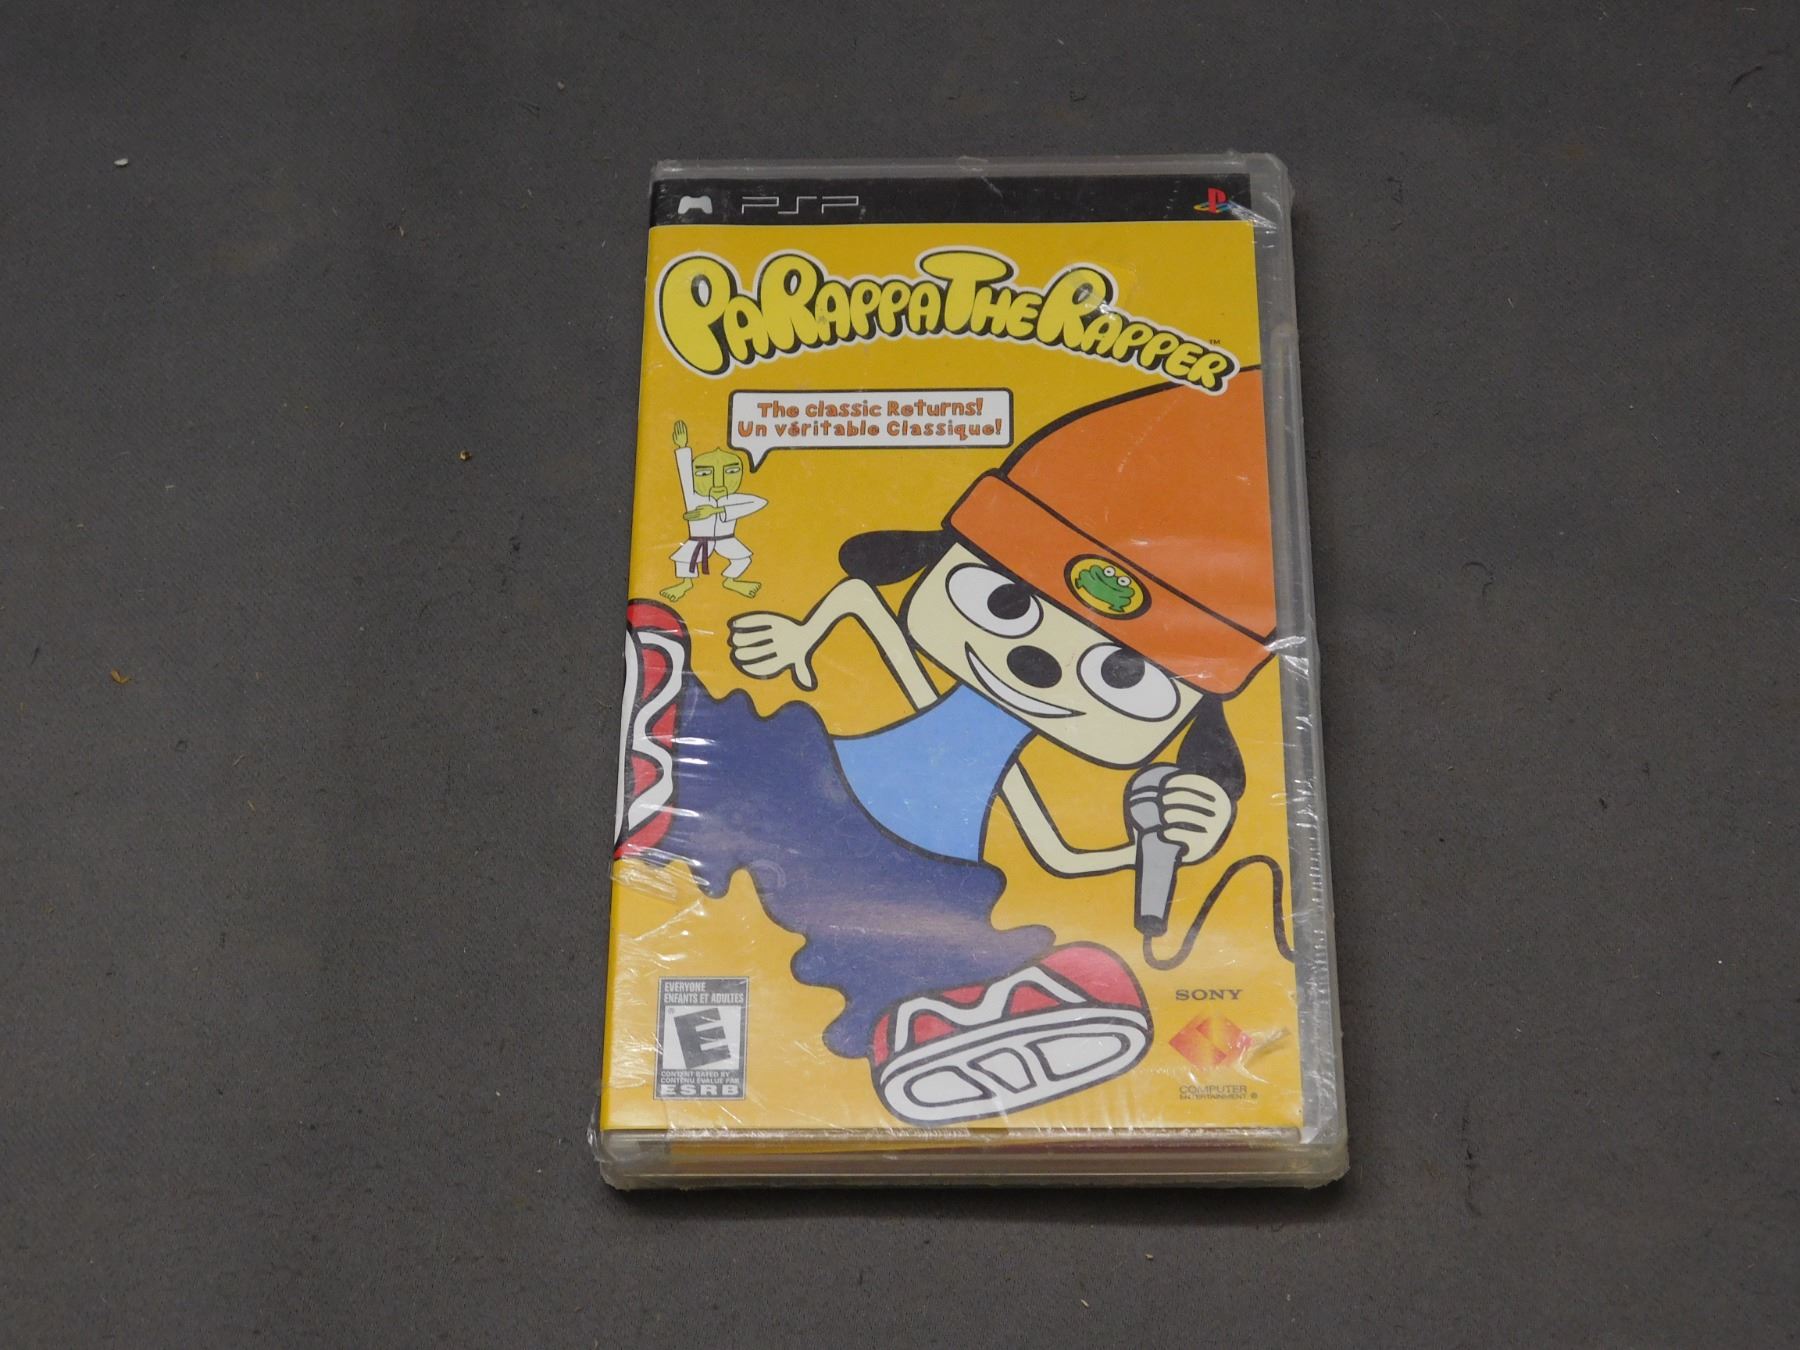 PSP
PARAPPA THE RAPPER™
The classic Returns!
Un véritable Classique!
EVERYONE
ENFANTS ET ADULTES
E
CONTENT RATED BY
CONTENU ÉVALUÉ PAR
ESRB
SONY
COMPUTER
ENTERTAINMENT®